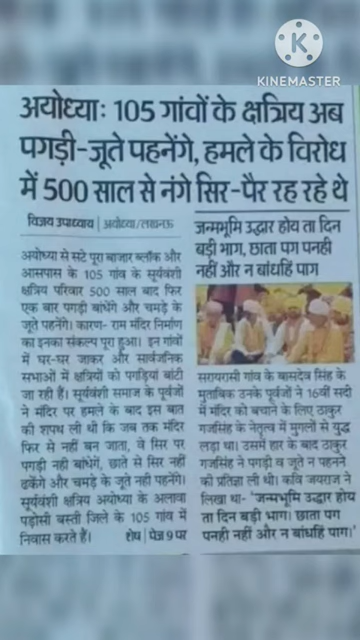 KINEMASTER
अयोध्याः 105 गांवों के क्षत्रिय अब
पगड़ी-जूते पहनेंगे, हमले के विरोध
में 500 साल से नंगे सिर-पैर रह रहे थे
विजय उपाध्याय | अयोध्या/लखनऊ
अयोध्या से सटे पूरा बाजार ब्लॉक और
आसपास के 105 गांव के सूर्यवंशी
क्षत्रिय परिवार 500 साल बाद फिर
एक बार पगड़ी बांधेंगे और चमड़े के
जूते पहनेंगे। कारण- राम मंदिर निर्माण
का इनका संकल्प पूरा हुआ। इन गांवों
में घर-घर जाकर और सार्वजनिक
सभाओं में क्षत्रियों को पगड़ियां बांटी
जा रही हैं। सूर्यवंशी समाज के पूर्वजों
ने मंदिर पर हमले के बाद इस बात
की शपथ ली थी कि जब तक मंदिर
फिर से नहीं बन जाता, वे सिर पर
पगड़ी नहीं बांधेंगे, छाते से सिर नहीं
ढकेंगे और चमड़े के जूते नही पहनेंगे।
सूर्यवंशी क्षत्रिय अयोध्या के अलावा
पड़ोसी बस्ती जिले के 105 गांव में
निवास करते हैं।
शेष | पेज 9 पर
जन्मभूमि उद्धार होय ता दिन
बड़ी भाग, छाता पग पनही
नहीं और न बांधहिं पाग।
सरायरासी गांव के बासदेव सिंह के
मुताबिक उनके पूर्वजों ने 16वीं सदी
में मंदिर को बचाने के लिए ठाकुर
गजसिंह के नेतृत्व में मुगलों से युद्ध
लड़ा था। उसमें हार के बाद ठाकुर
गजसिंह ने पगड़ी व जूते न पहनने
की प्रतिज्ञा ली थी। कवि जयराज ने
लिखा था- 'जन्मभूमि उद्धार होय
ता दिन बड़ी भाग। छाता पग
पनही नहीं और न बांधहिं पाग।'